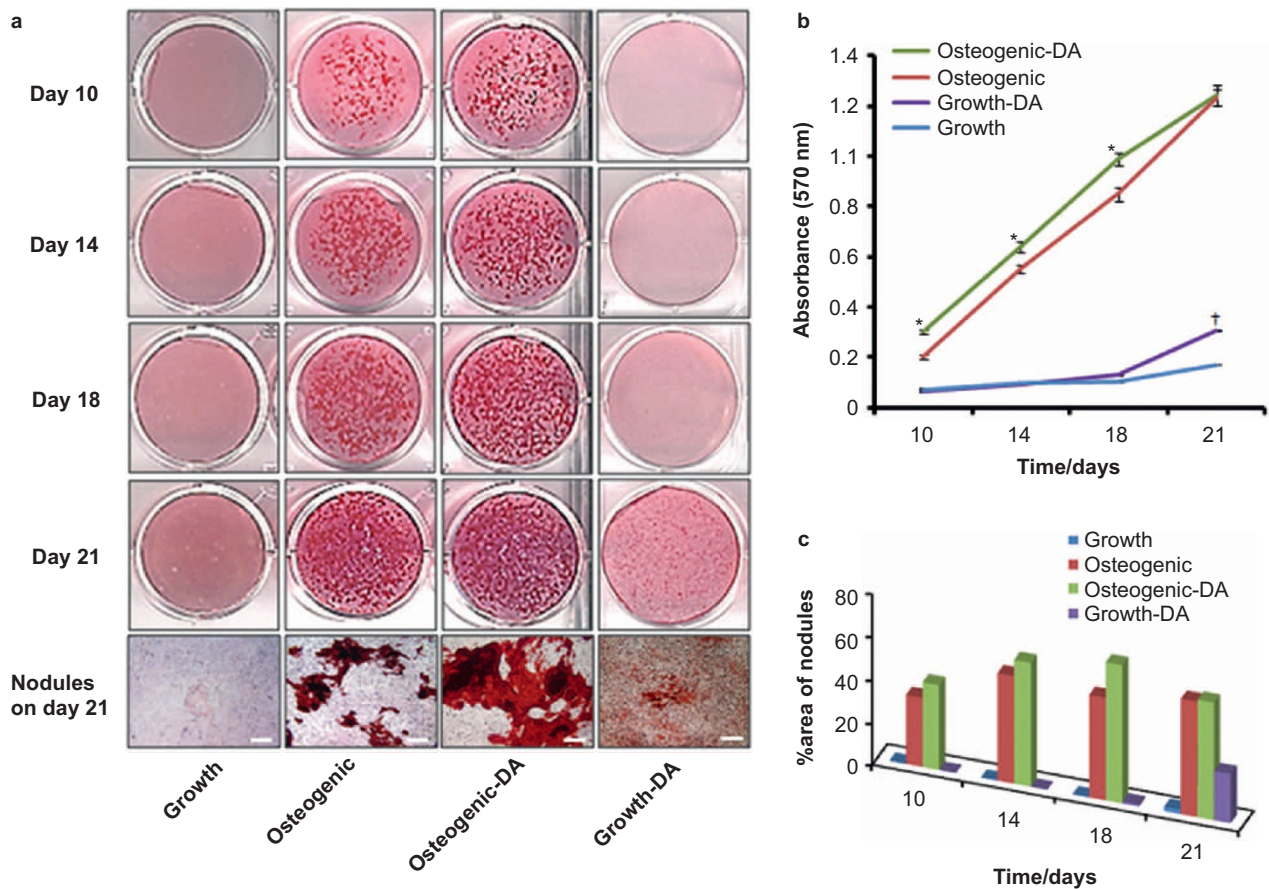 a
Day 10
Day 14
Day 18
Day 21
Nodules
on day 21
Growth
Osteogenic
Osteogenic-DA
Growth-DA
b
Osteogenic-DA
Osteogenic
Growth-DA
Growth
Absorbance (570 nm)
1.4
1.2
1.1
0.8
0.6
0.4
0.2
0
*
*
*
†
10
14
18
21
Time/days
c
Growth
Osteogenic
Osteogenic-DA
Growth-DA
%area of nodules
80
60
40
20
0
10
14
18
21
Time/days